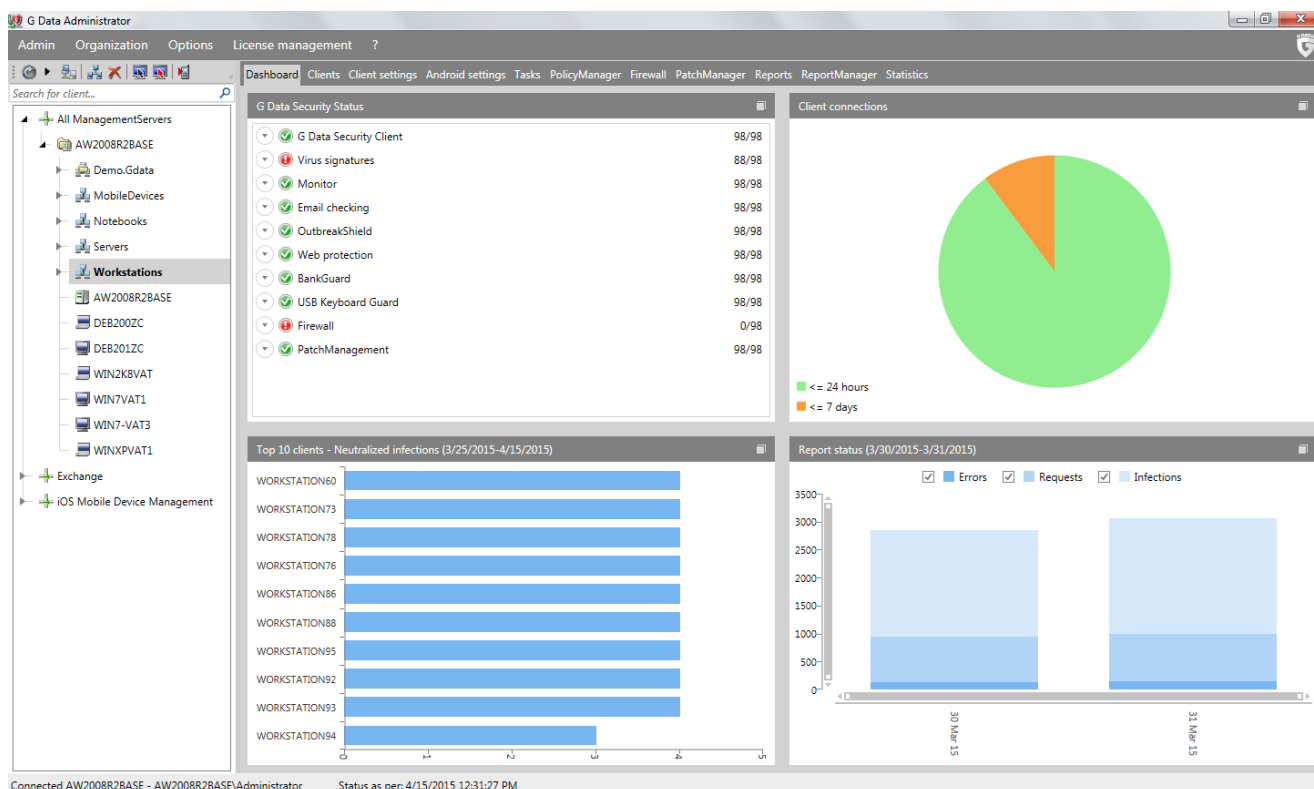 G Data Administrator
Admin Organization Options License management ?
Dashboard Clients Client settings Android settings Tasks PolicyManager Firewall PatchManager Reports ReportManager Statistics
Search for client...
All ManagementServers
AW2008R2BASE
Demo.Gdata
MobileDevices
Notebooks
Servers
Workstations
AW2008R2BASE
DEB200ZC
DEB201ZC
WIN2K8VAT
WIN7VAT1
WIN7-VAT3
WINXPVAT1
Exchange
iOS Mobile Device Management
G Data Security Status
G Data Security Client 98/98
Virus signatures 88/98
Monitor 98/98
Email checking 98/98
OutbreakShield 98/98
Web protection 98/98
BankGuard 98/98
USB Keyboard Guard 98/98
Firewall 0/98
PatchManagement 98/98
Client connections
<= 24 hours
<= 7 days
Top 10 clients - Neutralized infections (3/25/2015-4/15/2015)
WORKSTATION60
WORKSTATION73
WORKSTATION78
WORKSTATION76
WORKSTATION86
WORKSTATION88
WORKSTATION95
WORKSTATION92
WORKSTATION93
WORKSTATION94
0 1 2 3 4 5
Report status (3/30/2015-3/31/2015)
Errors Requests Infections
3500
3000
2500
2000
1500
1000
500
0
30 Mar 15
31 Mar 15
Connected AW2008R2BASE - AW2008R2BASE\Administrator Status as per: 4/15/2015 12:31:27 PM